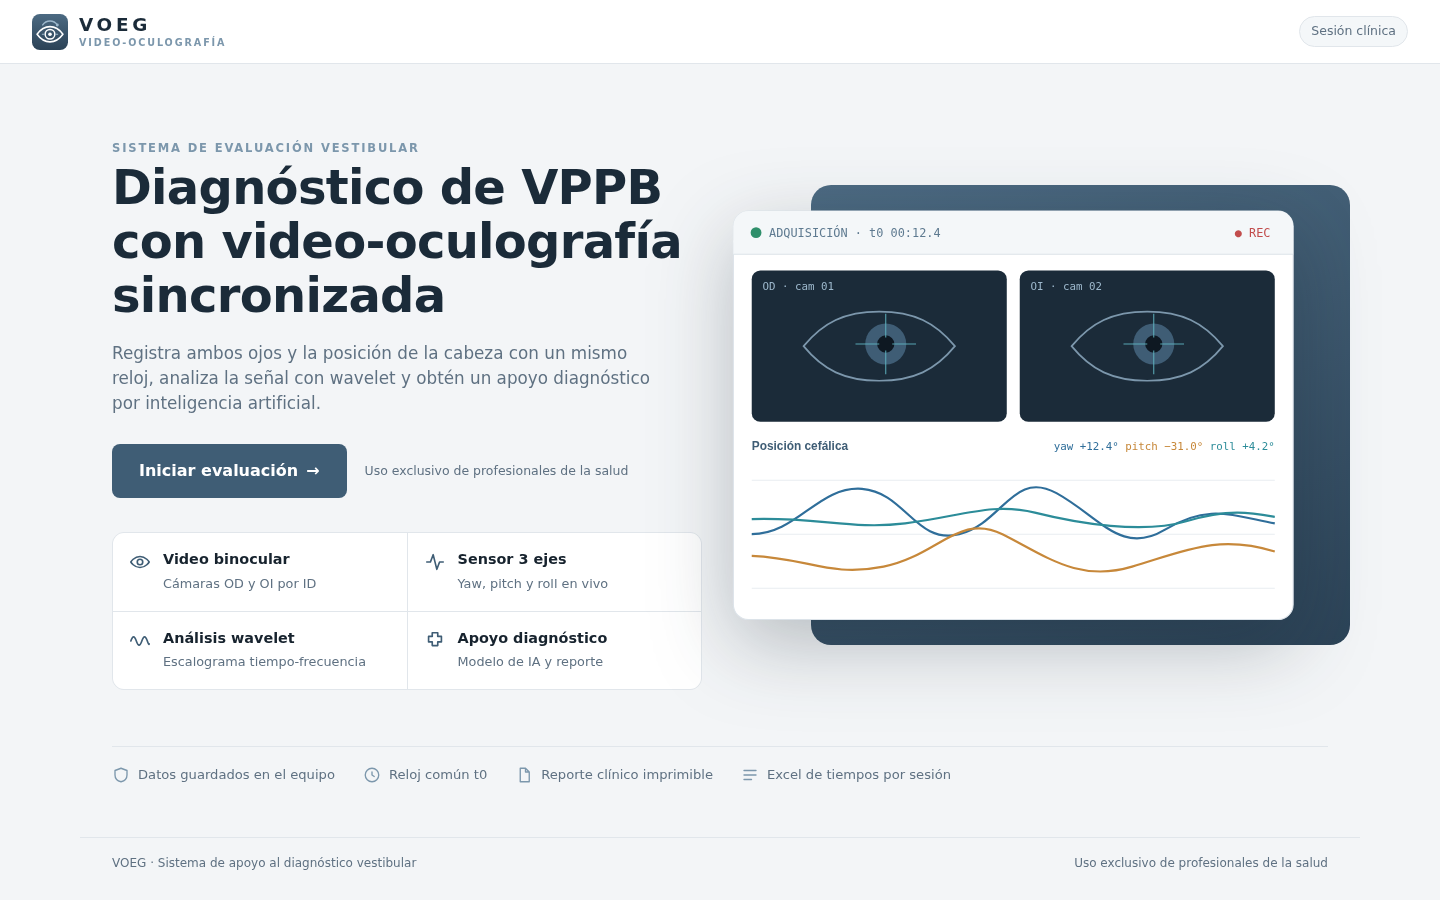 VOEG
VIDEO-OCULOGRAFÍA
Sesión clínica
SISTEMA DE EVALUACIÓN VESTIBULAR
Diagnóstico de VPPB
con video-oculografía
sincronizada
Registra ambos ojos y la posición de la cabeza con un mismo
reloj, analiza la señal con wavelet y obtén un apoyo diagnóstico
por inteligencia artificial.
Iniciar evaluación →
Uso exclusivo de profesionales de la salud
Video binocular
Cámaras OD y OI por ID
Sensor 3 ejes
Yaw, pitch y roll en vivo
Análisis wavelet
Escalograma tiempo-frecuencia
Apoyo diagnóstico
Modelo de IA y reporte
ADQUISICIÓN · t0 00:12.4
● REC
OD · cam 01
OI · cam 02
Posición cefálica
yaw +12.4° pitch −31.0° roll +4.2°
Datos guardados en el equipo
Reloj común t0
Reporte clínico imprimible
Excel de tiempos por sesión
VOEG · Sistema de apoyo al diagnóstico vestibular
Uso exclusivo de profesionales de la salud